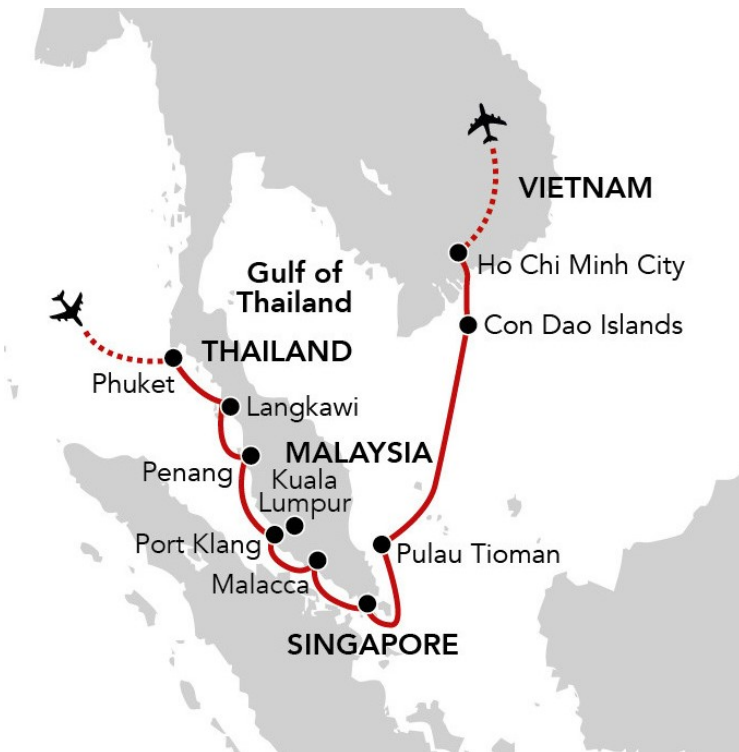 VIETNAM
Ho Chi Minh City
Gulf of
Thailand
Con Dao Islands
THAILAND
Phuket
Langkawi
MALAYSIA
Penang
Kuala
Lumpur
Port Klang
Pulau Tioman
Malacca
SINGAPORE